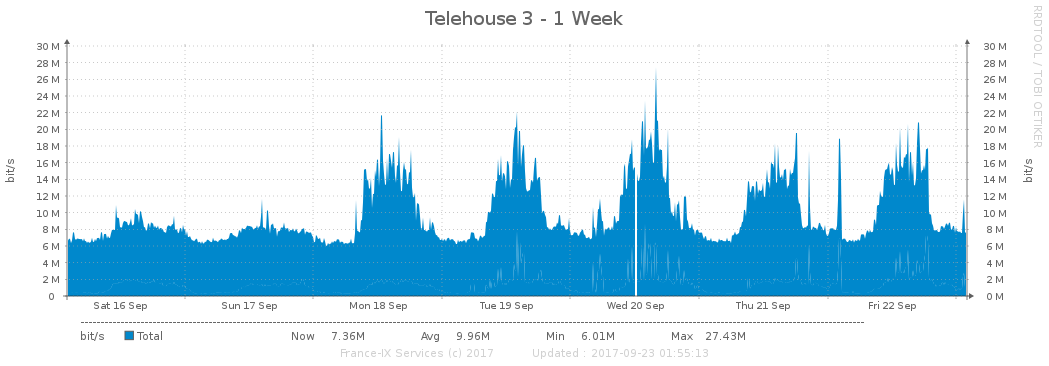 Telehouse 3 - 1 Week
RRDTOOL / TOBI OETIKER
30 M 30 M
28 M 28 M
26 M 26 M
24 M 24 M
22 M 22 M
20 M 20 M
18 M 18 M
16 M 16 M
bit/s bit/s
14 M 14 M
12 M 12 M
10 M 10 M
8 M 8 M
6 M 6 M
4 M 4 M
2 M 2 M
0 0 M
Sat 16 Sep Sun 17 Sep Mon 18 Sep Tue 19 Sep Wed 20 Sep Thu 21 Sep Fri 22 Sep
bit/s Total Now 7.36M Avg 9.96M Min 6.01M Max 27.43M
France-IX Services (c) 2017 Updated : 2017-09-23 01:55:13